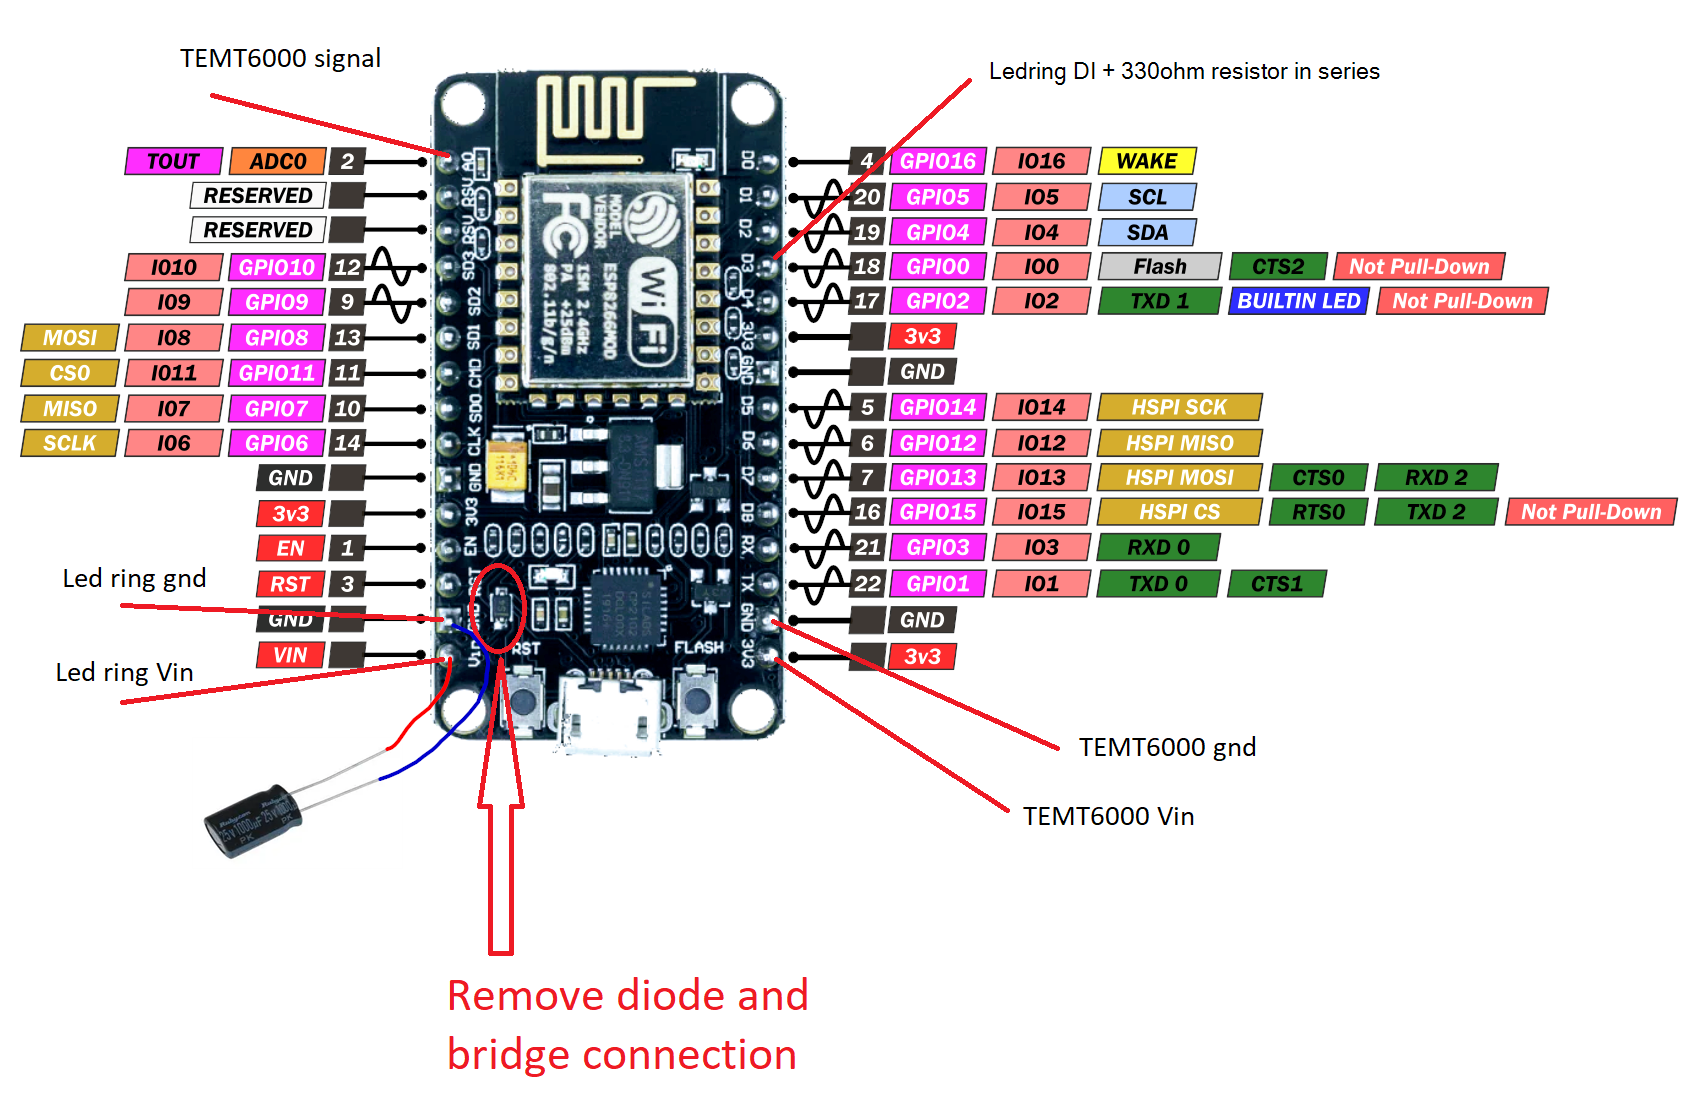 TEMT6000 signal
Ledring DI + 330ohm resistor in series
TOUT ADC0 2
RESERVED
RESERVED
IO10 GPIO10 12
IO9 GPIO9 9
MOSI IO8 GPIO8 13
CS0 IO11 GPIO11 11
MISO IO7 GPIO7 10
SCLK IO6 GPIO6 14
GND
3v3
EN 1
RST 3
GND
VIN
Led ring gnd
Led ring Vin
A0
RSV
RSV
SD3
SD2
SD1
CMD
SD0
CLK
GND
3V3
EN
RST
GND
Vin
D0
D1
D2
D3
D4
3V3
GND
D5
D6
D7
D8
RX
TX
GND
3V3
FCC
MODEL
VENDOR
ESP8266MOD
ISM 2.4GHz
PA +25dBm
802.11b/g/n
WiFi
SILABS
CP2102
RST
FLASH
4 GPIO16 IO16 WAKE
20 GPIO5 IO5 SCL
19 GPIO4 IO4 SDA
18 GPIO0 IO0 Flash CTS2 Not Pull-Down
17 GPIO2 IO2 TXD 1 BUILTIN LED Not Pull-Down
3v3
GND
5 GPIO14 IO14 HSPI SCK
6 GPIO12 IO12 HSPI MISO
7 GPIO13 IO13 HSPI MOSI CTS0 RXD 2
16 GPIO15 IO15 HSPI CS RTS0 TXD 2 Not Pull-Down
21 GPIO3 IO3 RXD 0
22 GPIO1 IO1 TXD 0 CTS1
GND
3v3
TEMT6000 gnd
TEMT6000 Vin
Rubycon
25v1000µF
PK
Remove diode and
bridge connection